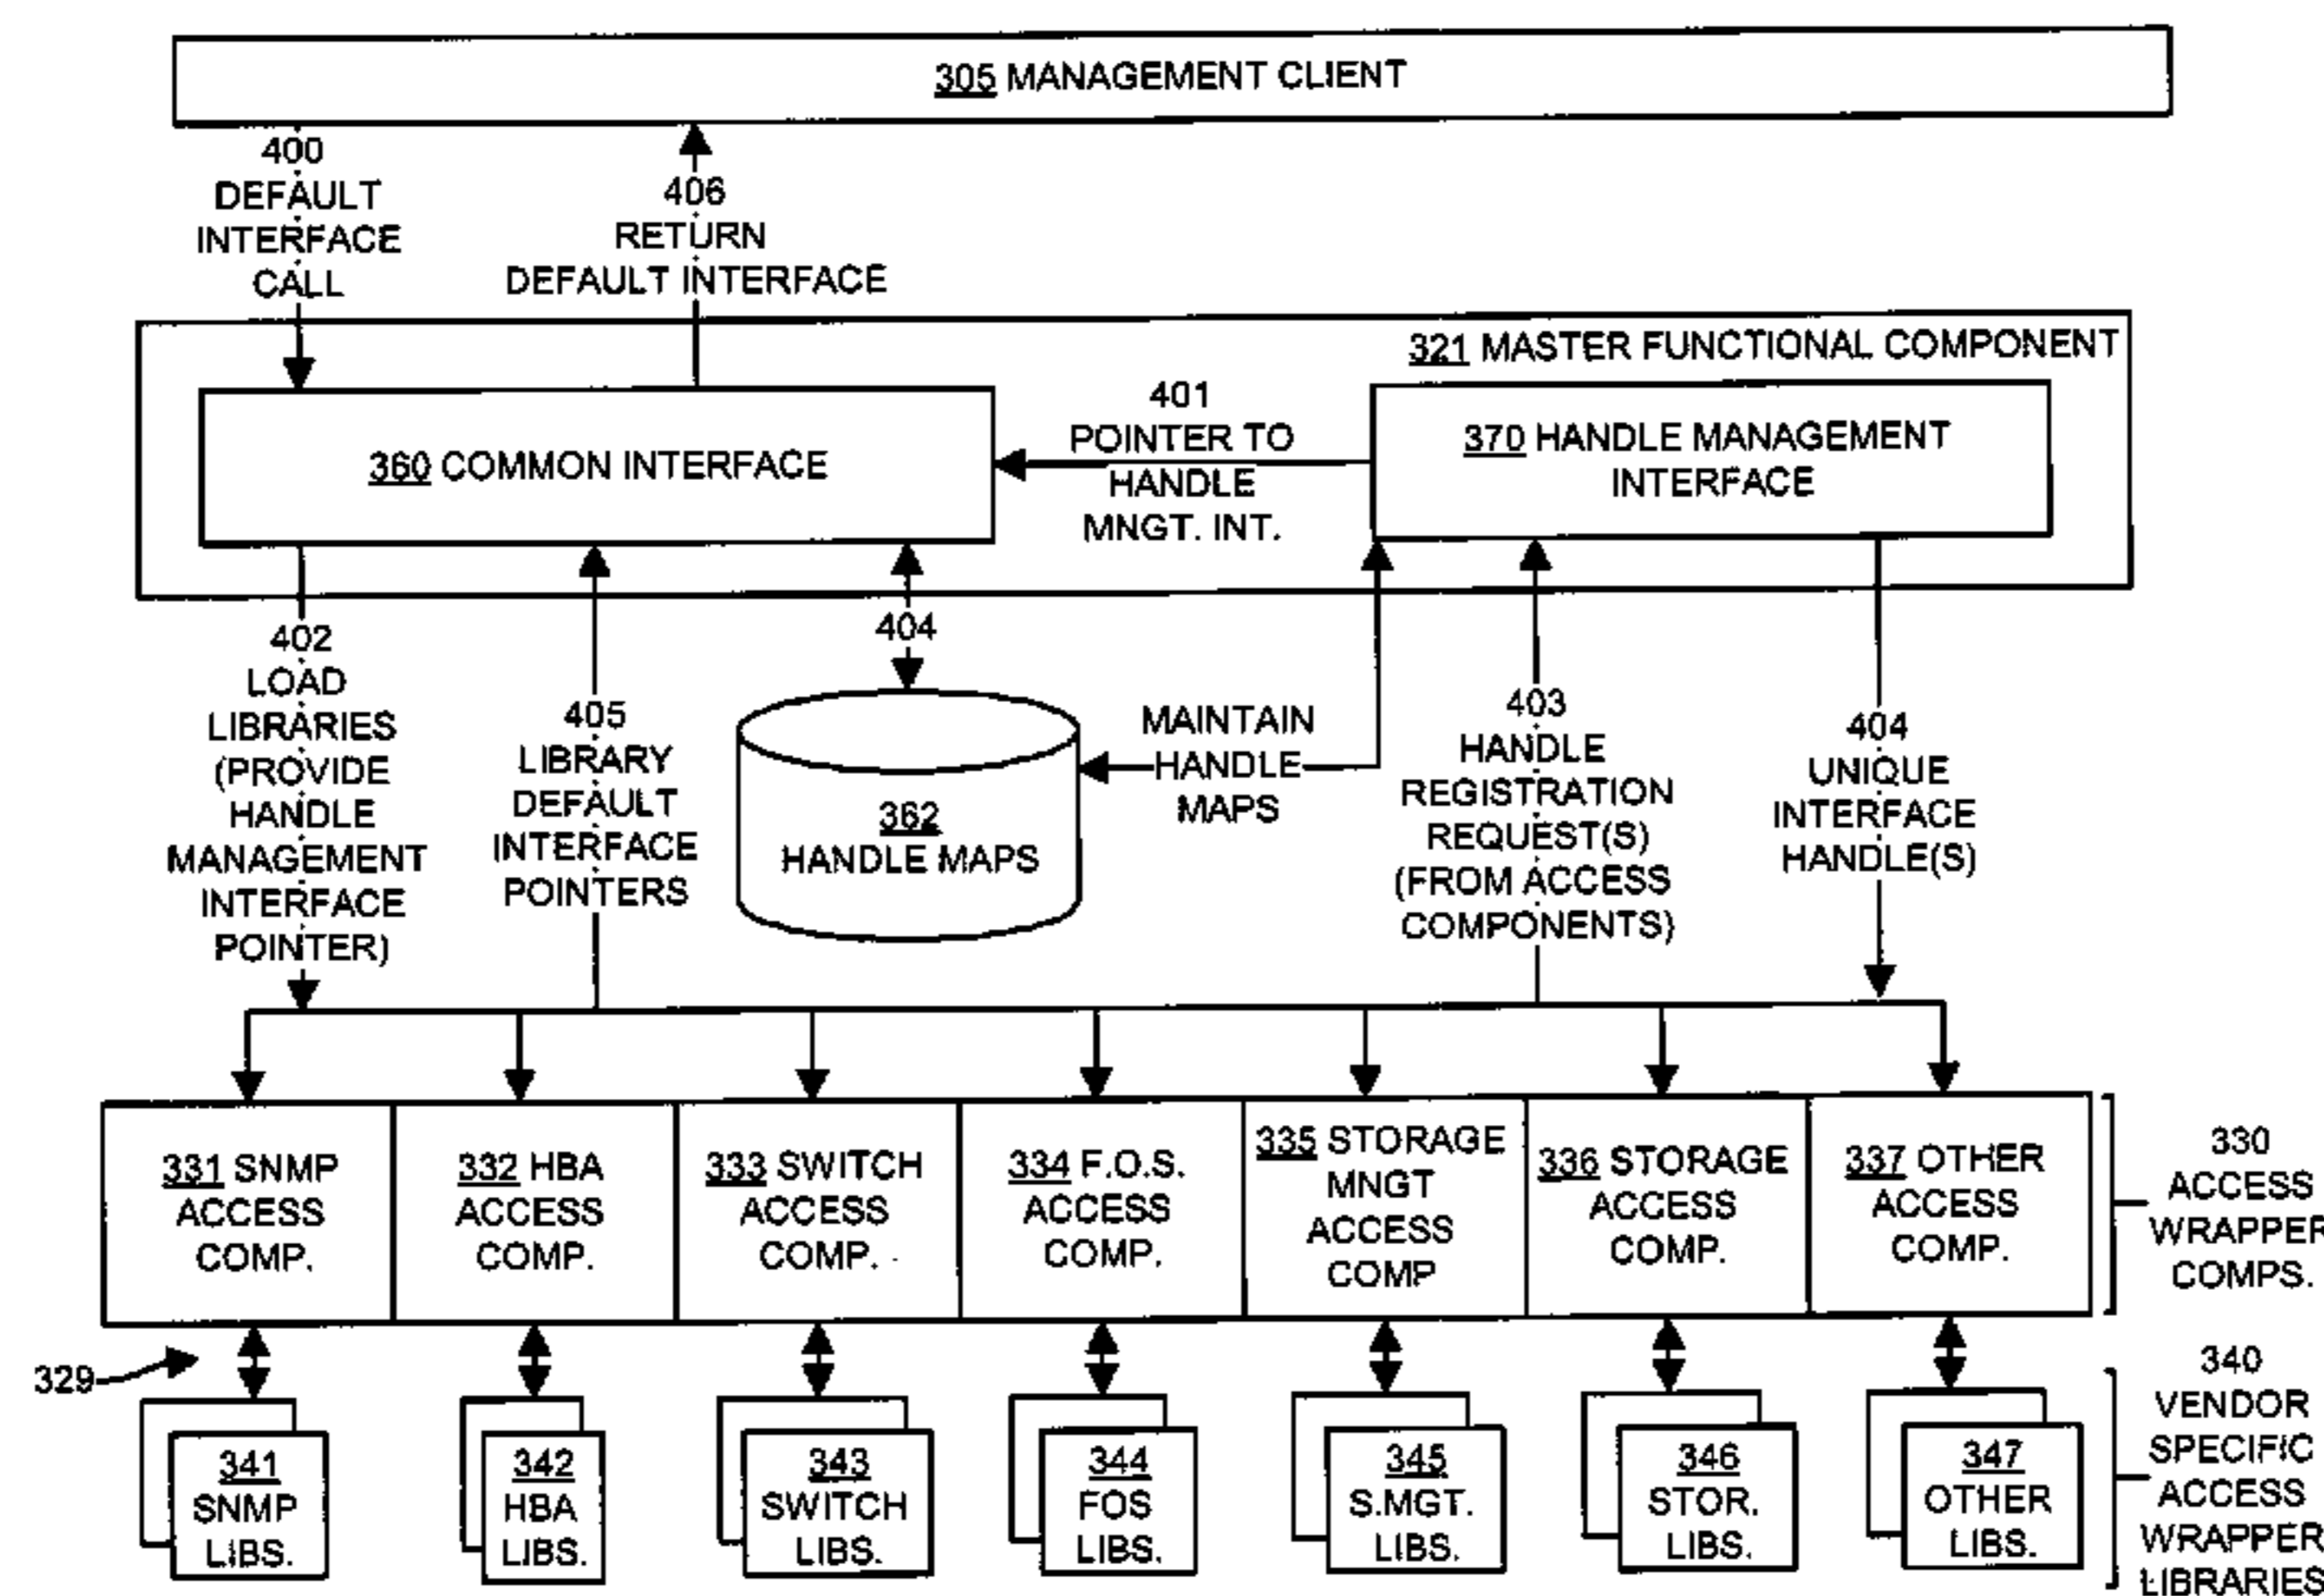 305 MANAGEMENT CLIENT
400
DEFAULT
INTERFACE
CALL
406
RETURN
DEFAULT INTERFACE
321 MASTER FUNCTIONAL COMPONENT
360 COMMON INTERFACE
401
POINTER TO
HANDLE
MNGT. INT.
370 HANDLE MANAGEMENT
INTERFACE
402
LOAD
LIBRARIES
(PROVIDE
HANDLE
MANAGEMENT
INTERFACE
POINTER)
405
LIBRARY
DEFAULT
INTERFACE
POINTERS
404
362
HANDLE MAPS
MAINTAIN
HANDLE
MAPS
403
HANDLE
REGISTRATION
REQUEST(S)
(FROM ACCESS
COMPONENTS)
404
UNIQUE
INTERFACE
HANDLE(S)
331 SNMP
ACCESS
COMP.
332 HBA
ACCESS
COMP.
333 SWITCH
ACCESS
COMP.
334 F.O.S.
ACCESS
COMP.
335 STORAGE
MNGT
ACCESS
COMP
336 STORAGE
ACCESS
COMP.
337 OTHER
ACCESS
COMP.
330
ACCESS
WRAPPER
COMPS.
329
341
SNMP
LIBS.
342
HBA
LIBS.
343
SWITCH
LIBS.
344
FOS
LIBS.
345
S.MGT.
LIBS.
346
STOR.
LIBS.
347
OTHER
LIBS.
340
VENDOR
SPECIFIC
ACCESS
WRAPPER
LIBRARIES